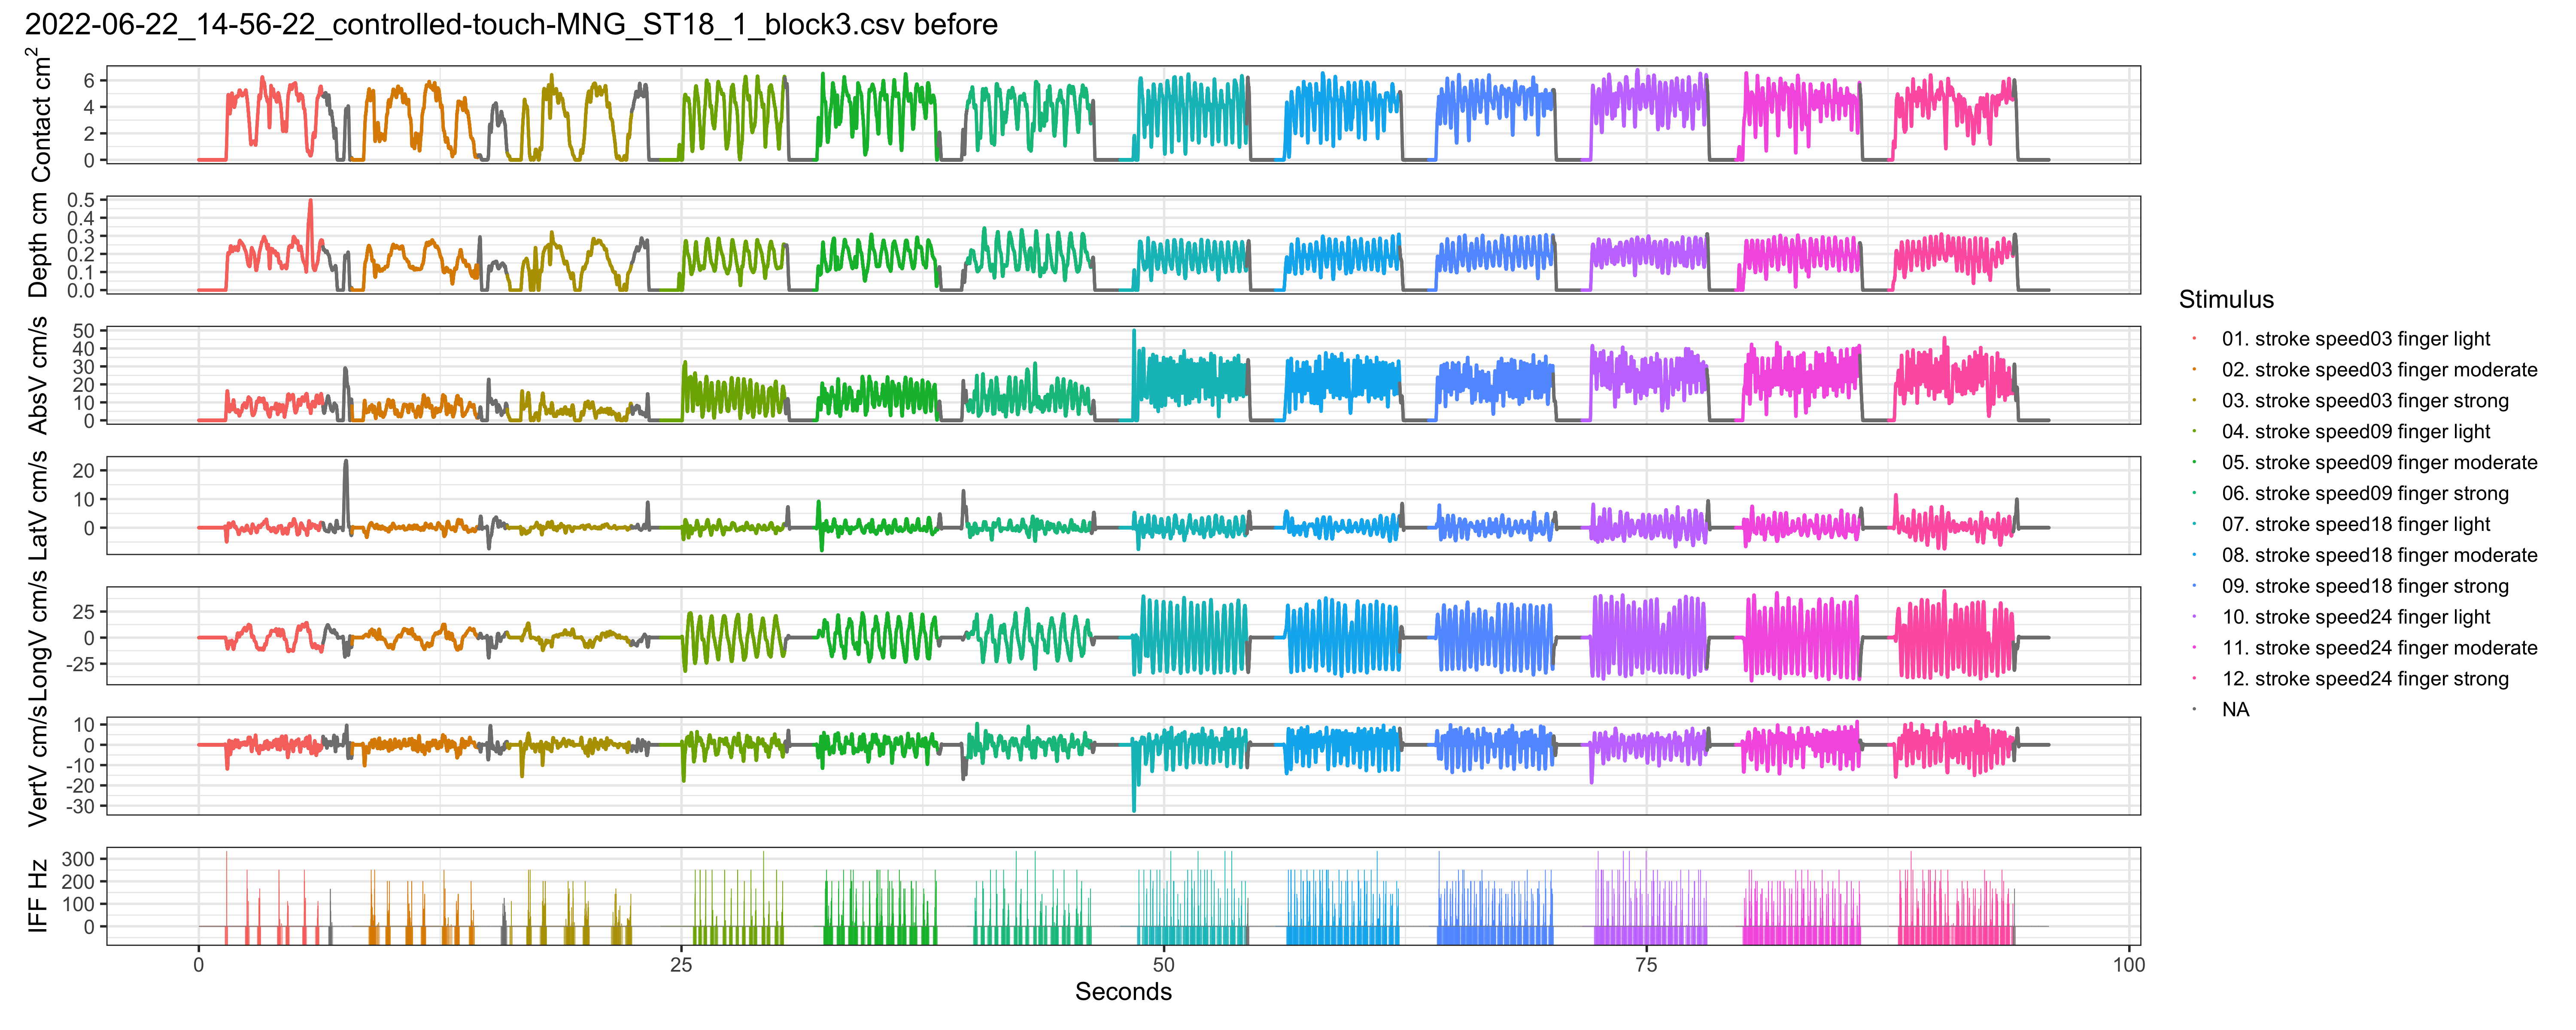 2022-06-22_14-56-22_controlled-touch-MNG_ST18_1_block3.csv before
Contact cm²
6
4
2
0
Depth cm
0.5
0.4
0.3
0.2
0.1
0.0
AbsV cm/s
50
40
30
20
10
0
LatV cm/s
20
10
0
LongV cm/s
25
0
-25
VertV cm/s
10
0
-10
-20
-30
IFF Hz
300
200
100
0
0 25 50 75 100
Seconds
Stimulus
01. stroke speed03 finger light
02. stroke speed03 finger moderate
03. stroke speed03 finger strong
04. stroke speed09 finger light
05. stroke speed09 finger moderate
06. stroke speed09 finger strong
07. stroke speed18 finger light
08. stroke speed18 finger moderate
09. stroke speed18 finger strong
10. stroke speed24 finger light
11. stroke speed24 finger moderate
12. stroke speed24 finger strong
NA